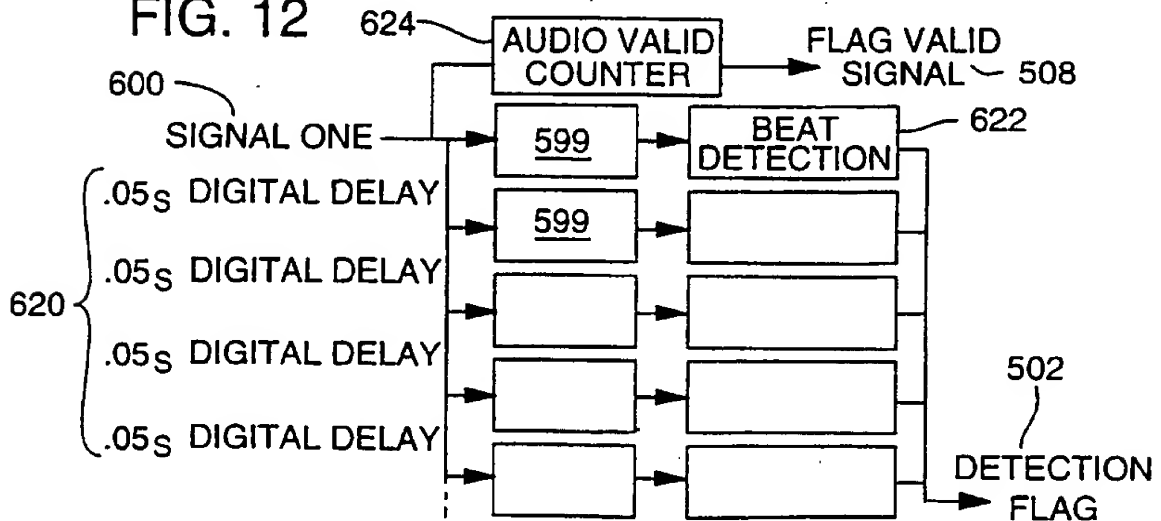 FIG. 12
624
AUDIO VALID
COUNTER
FLAG VALID
SIGNAL
508
600
SIGNAL ONE
599
BEAT
DETECTION
622
.05s DIGITAL DELAY
599
.05s DIGITAL DELAY
620
.05s DIGITAL DELAY
502
.05s DIGITAL DELAY
DETECTION
FLAG